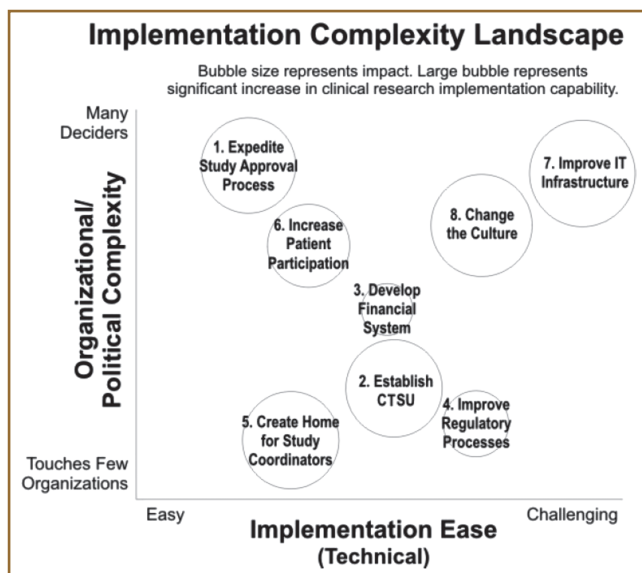 Implementation Complexity Landscape
Bubble size represents impact. Large bubble represents
significant increase in clinical research implementation capability.
Many
Deciders
Organizational/
Political Complexity
Touches Few
Organizations
1. Expedite
Study Approval
Process
7. Improve IT
Infrastructure
8. Change
the Culture
6. Increase
Patient
Participation
3. Develop
Financial
System
2. Establish
CTSU
4. Improve
Regulatory
Processes
5. Create Home
for Study
Coordinators
Easy
Challenging
Implementation Ease
(Technical)